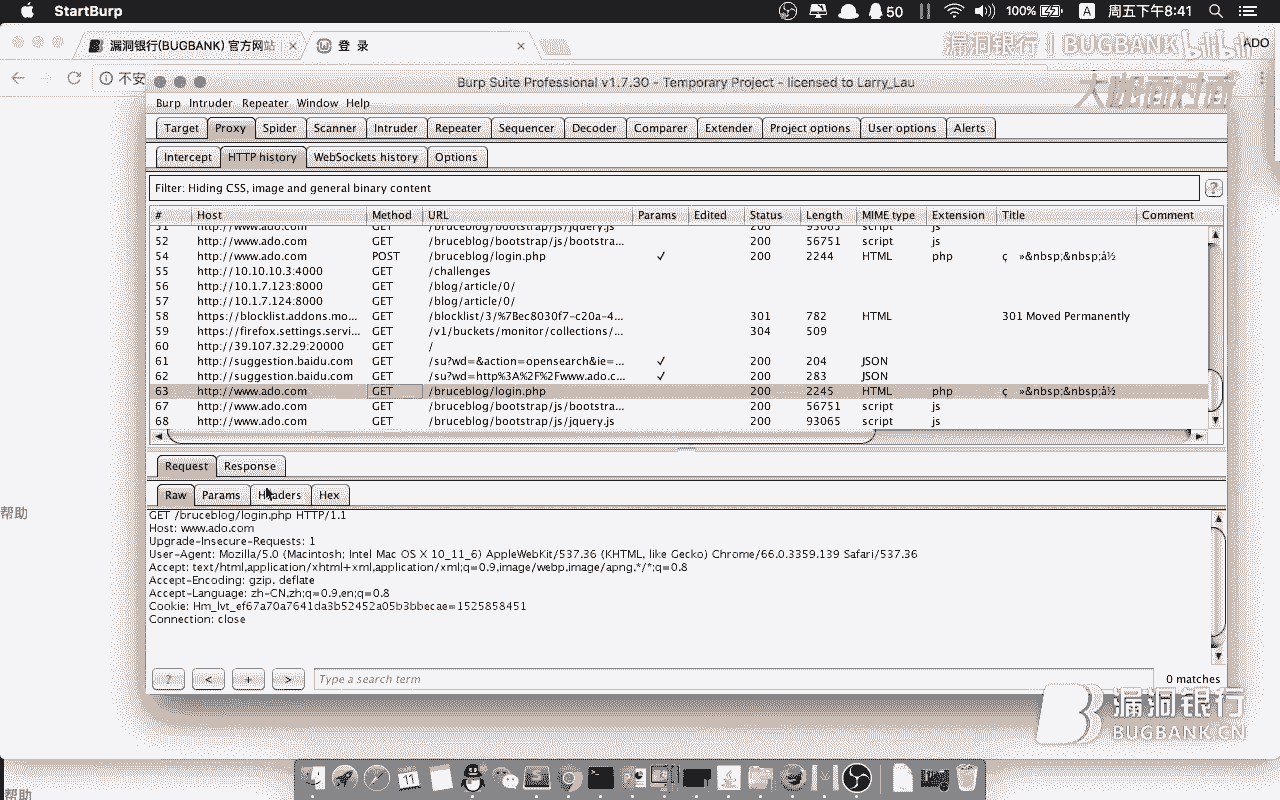 StartBurp
50
100%
A
周五下午8:41
漏洞银行(BUGBANK) 官方网站
登 录
漏洞银行 | BUGBANK
bilibili
ADO
不安
大咖面对面
Burp Suite Professional v1.7.30 - Temporary Project - licensed to Larry_Lau
Burp Intruder Repeater Window Help
Target Proxy Spider Scanner Intruder Repeater Sequencer Decoder Comparer Extender Project options User options Alerts
Intercept HTTP history WebSockets history Options
Filter: Hiding CSS, image and general binary content
?
# Host Method URL Params Edited Status Length MIME type Extension Title Comment
51 http://www.ado.com GET /bruceblog/bootstrap/js/jquery.js 200 93065 script js
52 http://www.ado.com GET /bruceblog/bootstrap/js/bootstra... 200 56751 script js
54 http://www.ado.com POST /bruceblog/login.php ✓ 200 2244 HTML php ç »&nbsp;&nbsp;å½
55 http://10.10.10.3:4000 GET /challenges
56 http://10.1.7.123:8000 GET /blog/article/0/
57 http://10.1.7.124:8000 GET /blog/article/0/
58 https://blocklist.addons.mo... GET /blocklist/3/%7Bec8030f7-c20a-4... 301 782 HTML 301 Moved Permanently
59 https://firefox.settings.servi... GET /v1/buckets/monitor/collections/... 304 509
60 http://39.107.32.29:20000 GET /
61 http://suggestion.baidu.com GET /su?wd=&action=opensearch&ie=... ✓ 200 204 JSON
62 http://suggestion.baidu.com GET /su?wd=http%3A%2F%2Fwww.ado.c... ✓ 200 283 JSON
63 http://www.ado.com GET /bruceblog/login.php 200 2245 HTML php ç »&nbsp;&nbsp;å½
67 http://www.ado.com GET /bruceblog/bootstrap/js/bootstra... 200 56751 script js
68 http://www.ado.com GET /bruceblog/bootstrap/js/jquery.js 200 93065 script js
Request Response
Raw Params Headers Hex
GET /bruceblog/login.php HTTP/1.1
Host: www.ado.com
Upgrade-Insecure-Requests: 1
User-Agent: Mozilla/5.0 (Macintosh; Intel Mac OS X 10_11_6) AppleWebKit/537.36 (KHTML, like Gecko) Chrome/66.0.3359.139 Safari/537.36
Accept: text/html,application/xhtml+xml,application/xml;q=0.9,image/webp,image/apng,*/*;q=0.8
Accept-Encoding: gzip, deflate
Accept-Language: zh-CN,zh;q=0.9,en;q=0.8
Cookie: Hm_lvt_ef67a70a7641da3b52452a05b3bbecae=1525858451
Connection: close
帮助
? < + > Type a search term 0 matches
漏洞银行
BUGBANK.CN
11
帮助